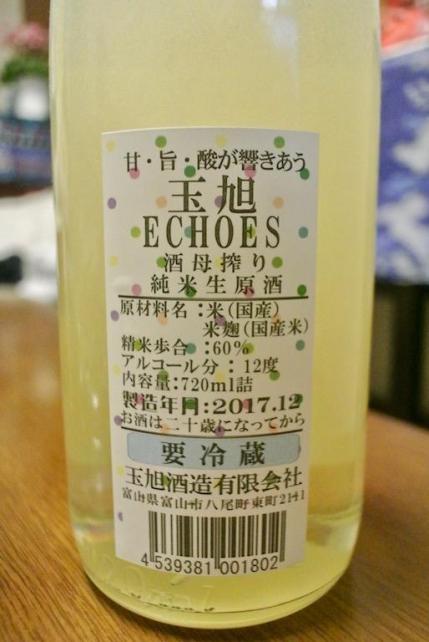 甘・旨・酸が響きあう
玉旭
ECHOES
酒母搾り
純米生原酒
原材料名：米（国産）
米麹（国産米）
精米歩合：60%
アルコール分：12度
内容量：720ml詰
製造年月：2017.12
お酒は二十歳になってから
要冷蔵
玉旭酒造有限会社
富山県富山市八尾町東町2141
4 539381 001802